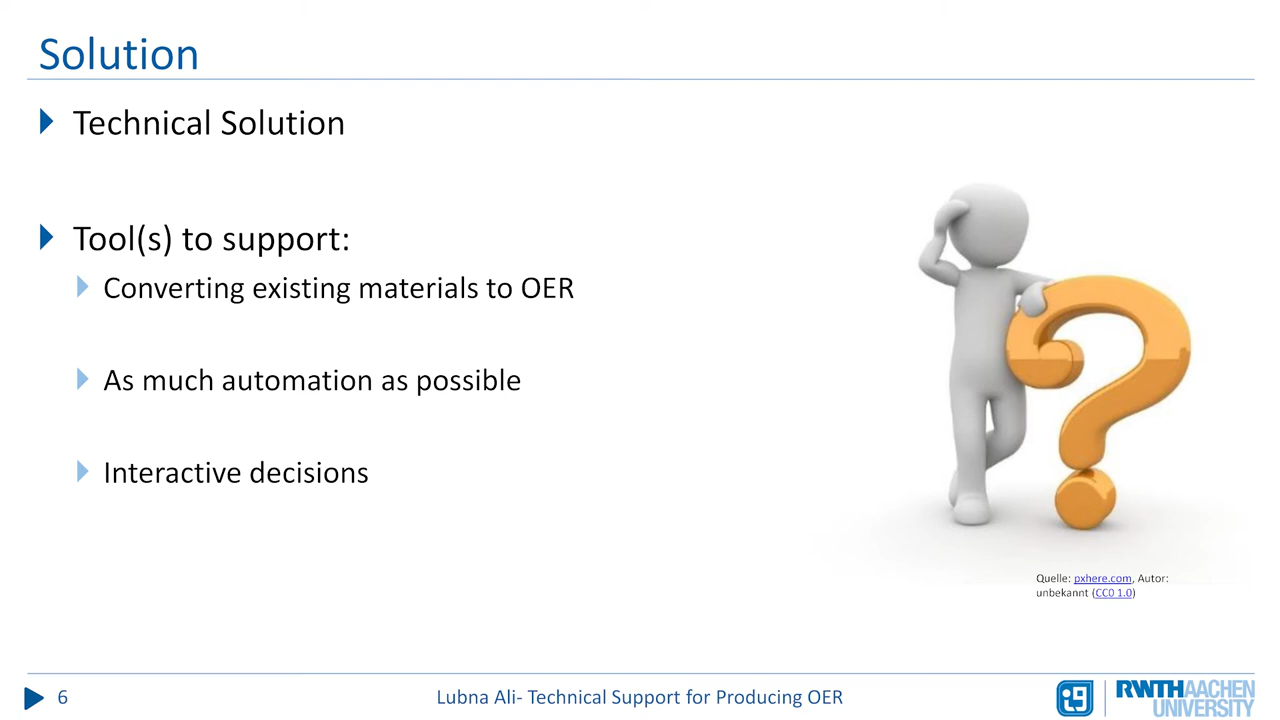 Solution
Technical Solution
Tool(s) to support:
Converting existing materials to OER
As much automation as possible
Interactive decisions
Quelle: pxhere.com, Autor:
unbekannt (CC0 1.0)
6
Lubna Ali- Technical Support for Producing OER
RWTHAACHEN
UNIVERSITY